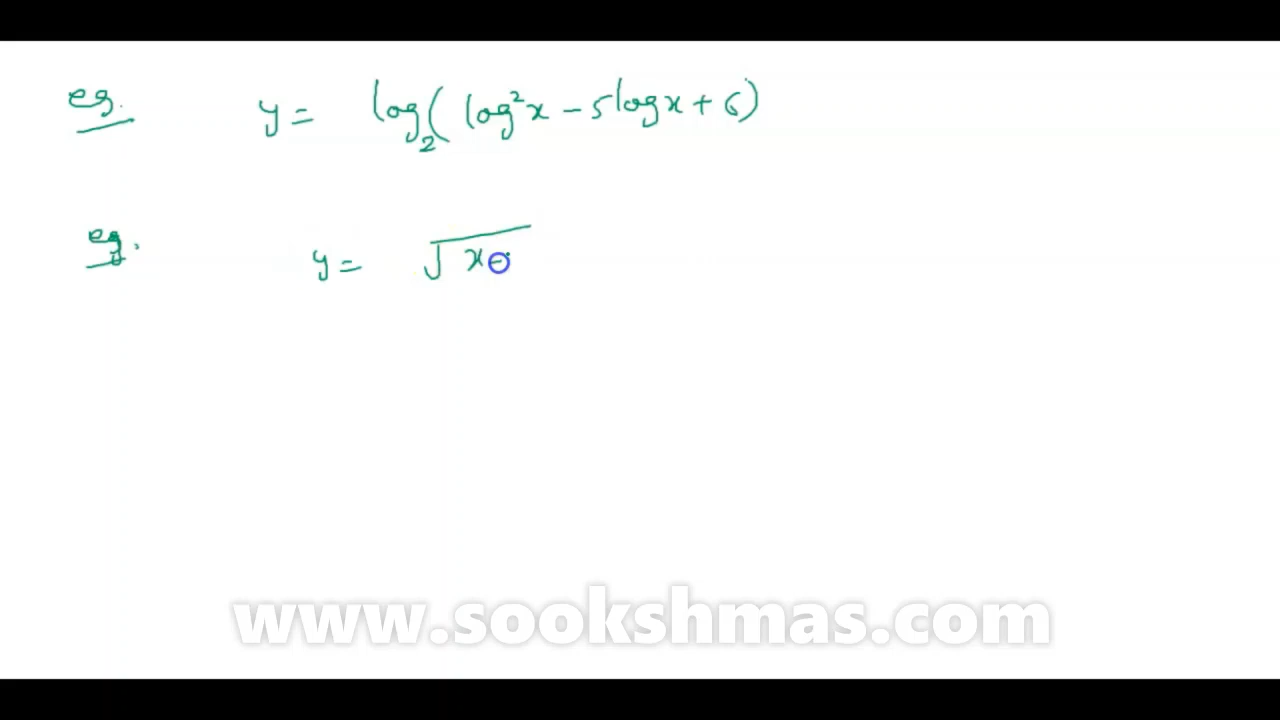 eg. y = log₂( log²x – 5logx + 6)
eg. y = √x –
www.sookshmas.com